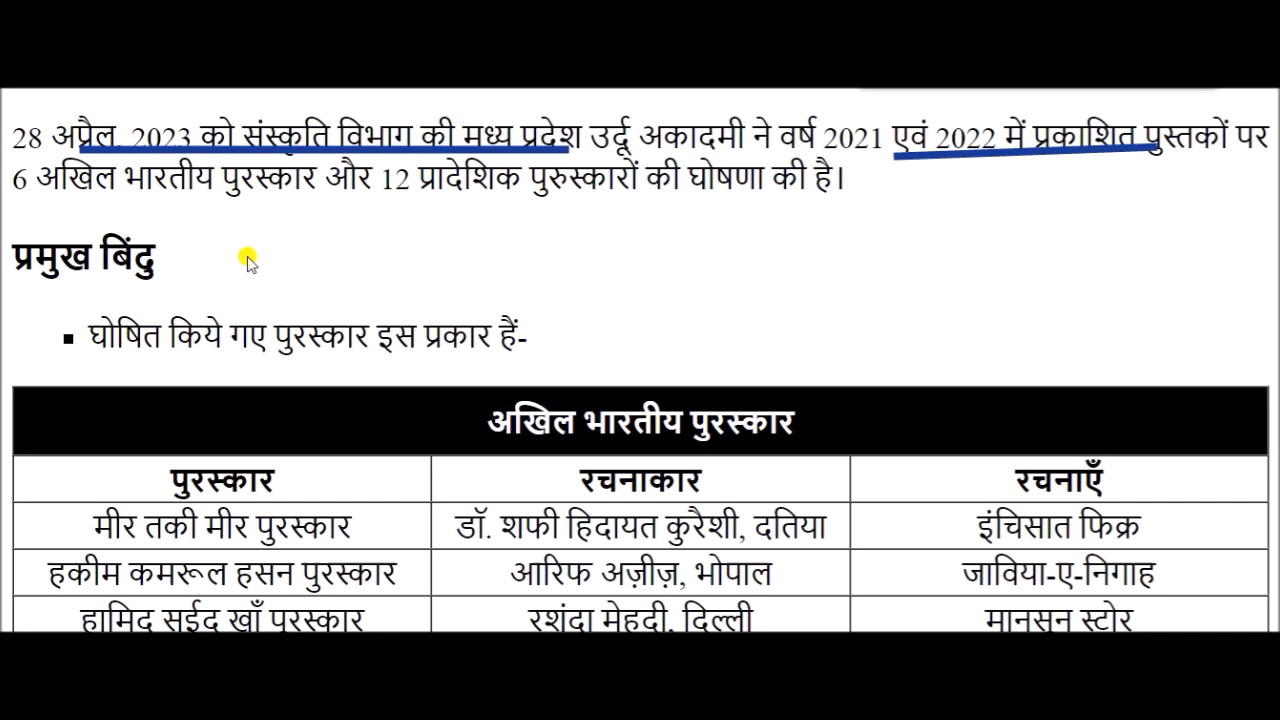 28 अप्रैल, 2023 को संस्कृति विभाग की मध्य प्रदेश उर्दू अकादमी ने वर्ष 2021 एवं 2022 में प्रकाशित पुस्तकों पर
6 अखिल भारतीय पुरस्कार और 12 प्रादेशिक पुरुस्कारों की घोषणा की है।
प्रमुख बिंदु
▪ घोषित किये गए पुरस्कार इस प्रकार हैं-
अखिल भारतीय पुरस्कार
पुरस्कार रचनाकार रचनाएँ
मीर तकी मीर पुरस्कार डॉ. शफी हिदायत कुरैशी, दतिया इंचिसात फिक्र
हकीम कमरूल हसन पुरस्कार आरिफ अज़ीज़, भोपाल जाविया-ए-निगाह
हामिद सईद खाँ पुरस्कार रशंदा मेहदी, दिल्ली मानसून स्टोर